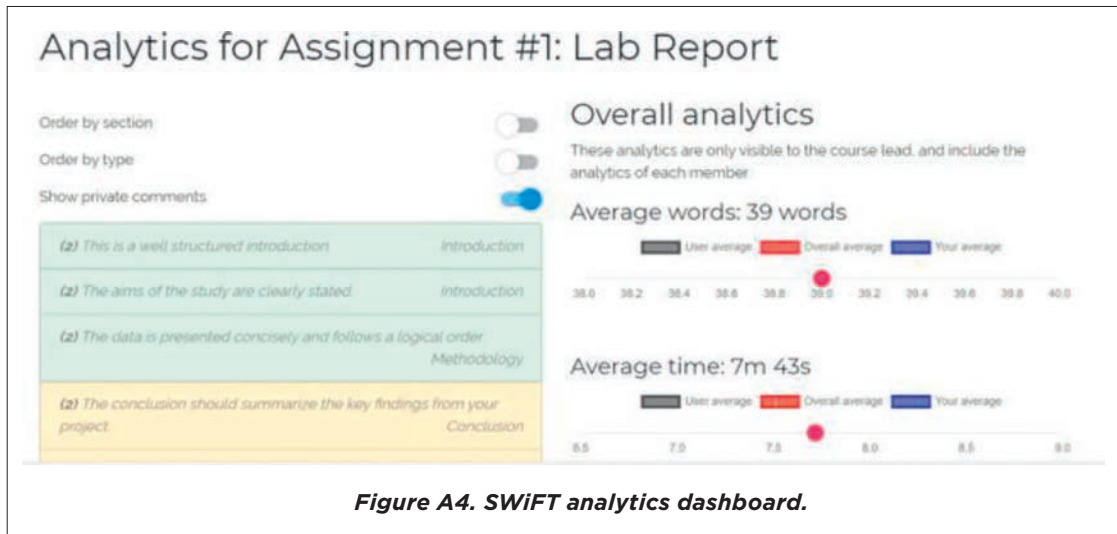 Analytics for Assignment #1: Lab Report
Order by section
Order by type
Show private comments
(2) This is a well structured introduction Introduction
(2) The aims of the study are clearly stated. Introduction
(2) The data is presented concisely and follows a logical order
Methodology
(2) The conclusion should summarize the key findings from your
project Conclusion
Overall analytics
These analytics are only visible to the course lead, and include the
analytics of each member
Average words: 39 words
User average Overall average Your average
38.0 38.2 38.4 38.6 38.8 39.0 39.2 39.4 39.6 39.8 40.0
Average time: 7m 43s
User average Overall average Your average
6.5 7.0 7.5 8.0 8.5 9.0
Figure A4. SWiFT analytics dashboard.